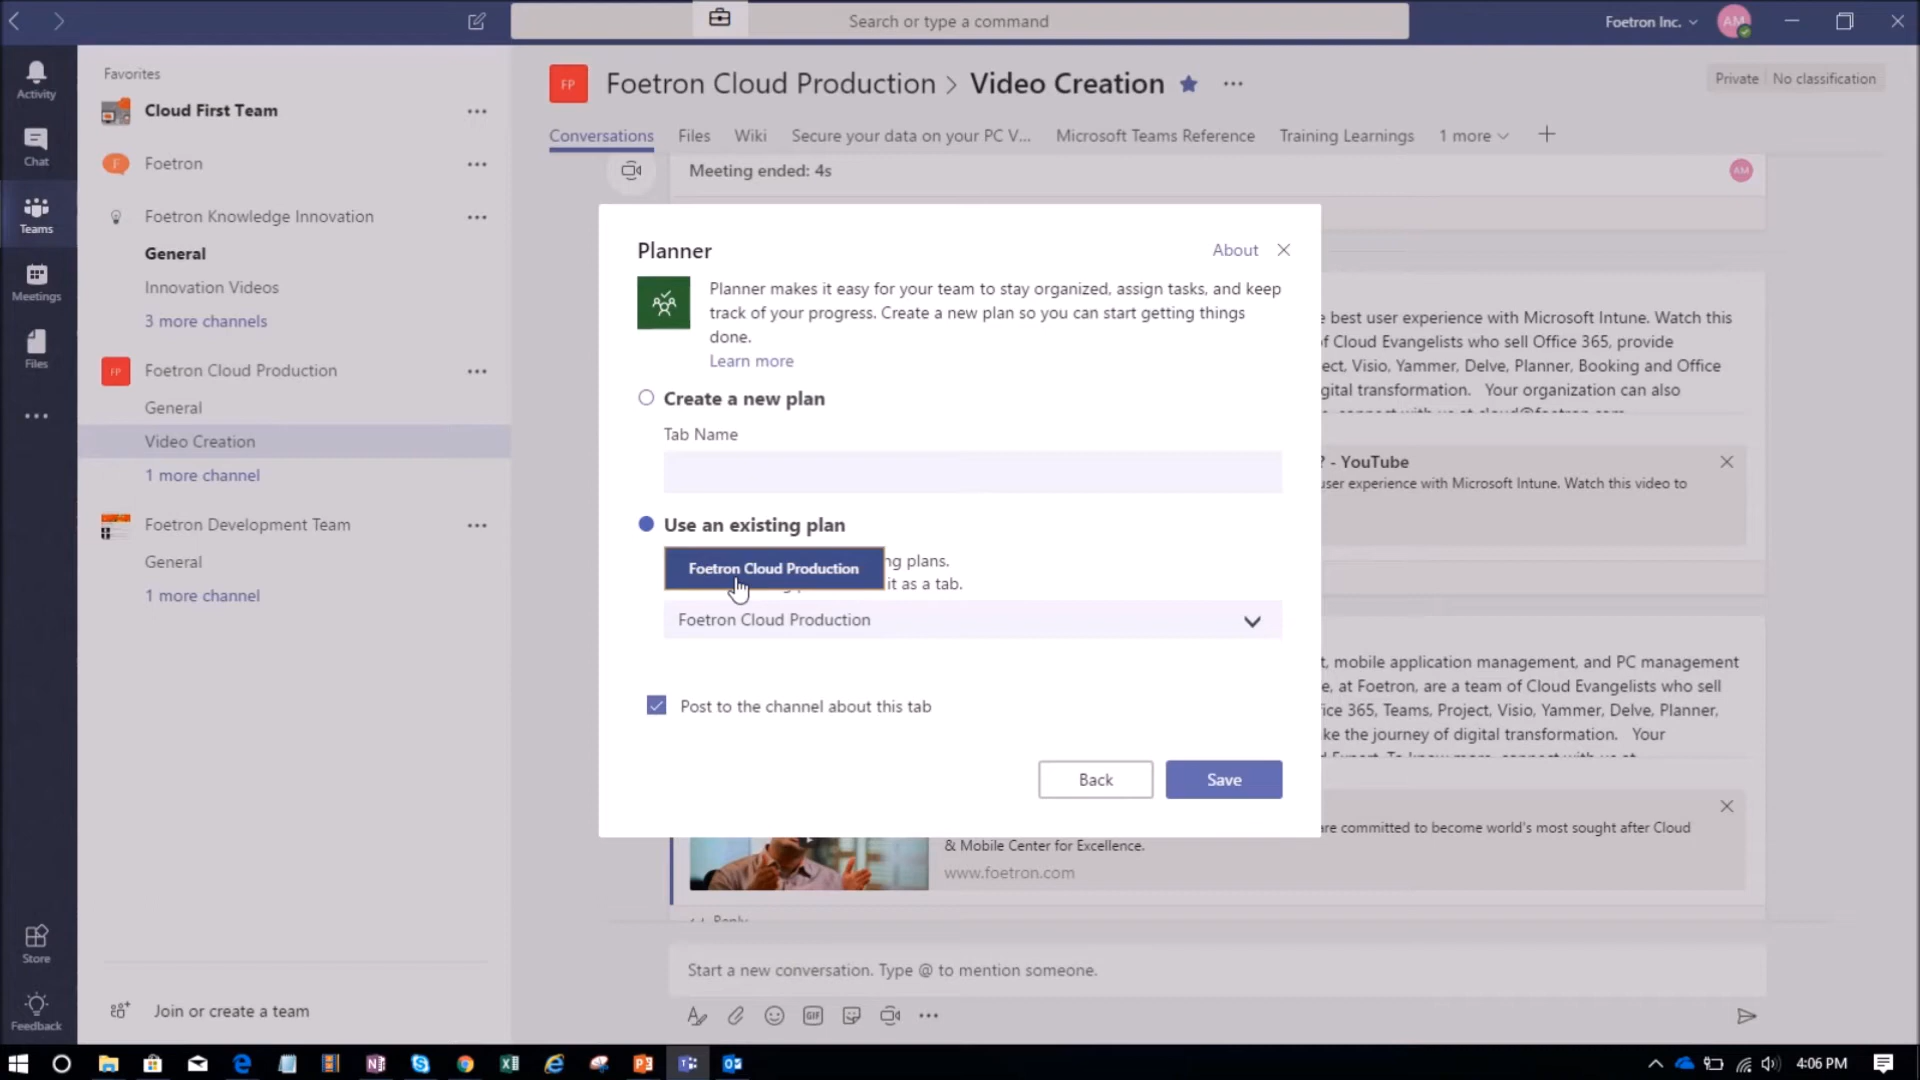 Search or type a command
Foetron Inc.
AM
Activity
Chat
Teams
Meetings
Files
Store
Feedback
Favorites
Cloud First Team
F
Foetron
Foetron Knowledge Innovation
General
Innovation Videos
3 more channels
FP
Foetron Cloud Production
General
Video Creation
1 more channel
Foetron Development Team
General
1 more channel
Join or create a team
FP
Foetron Cloud Production > Video Creation
Private
No classification
Conversations
Files
Wiki
Secure your data on your PC V...
Microsoft Teams Reference
Training Learnings
1 more
Meeting ended: 4s
AM
Planner
About
Planner makes it easy for your team to stay organized, assign tasks, and keep
track of your progress. Create a new plan so you can start getting things
done.
Learn more
Create a new plan
Tab Name
Use an existing plan
Foetron Cloud Production
ng plans.
it as a tab.
Foetron Cloud Production
Post to the channel about this tab
Back
Save
e best user experience with Microsoft Intune. Watch this
f Cloud Evangelists who sell Office 365, provide
ect, Visio, Yammer, Delve, Planner, Booking and Office
gital transformation. Your organization can also
? - YouTube
user experience with Microsoft Intune. Watch this video to
t, mobile application management, and PC management
e, at Foetron, are a team of Cloud Evangelists who sell
fice 365, Teams, Project, Visio, Yammer, Delve, Planner,
ke the journey of digital transformation. Your
are committed to become world's most sought after Cloud
& Mobile Center for Excellence.
www.foetron.com
Reply
Start a new conversation. Type @ to mention someone.
GIF
4:06 PM